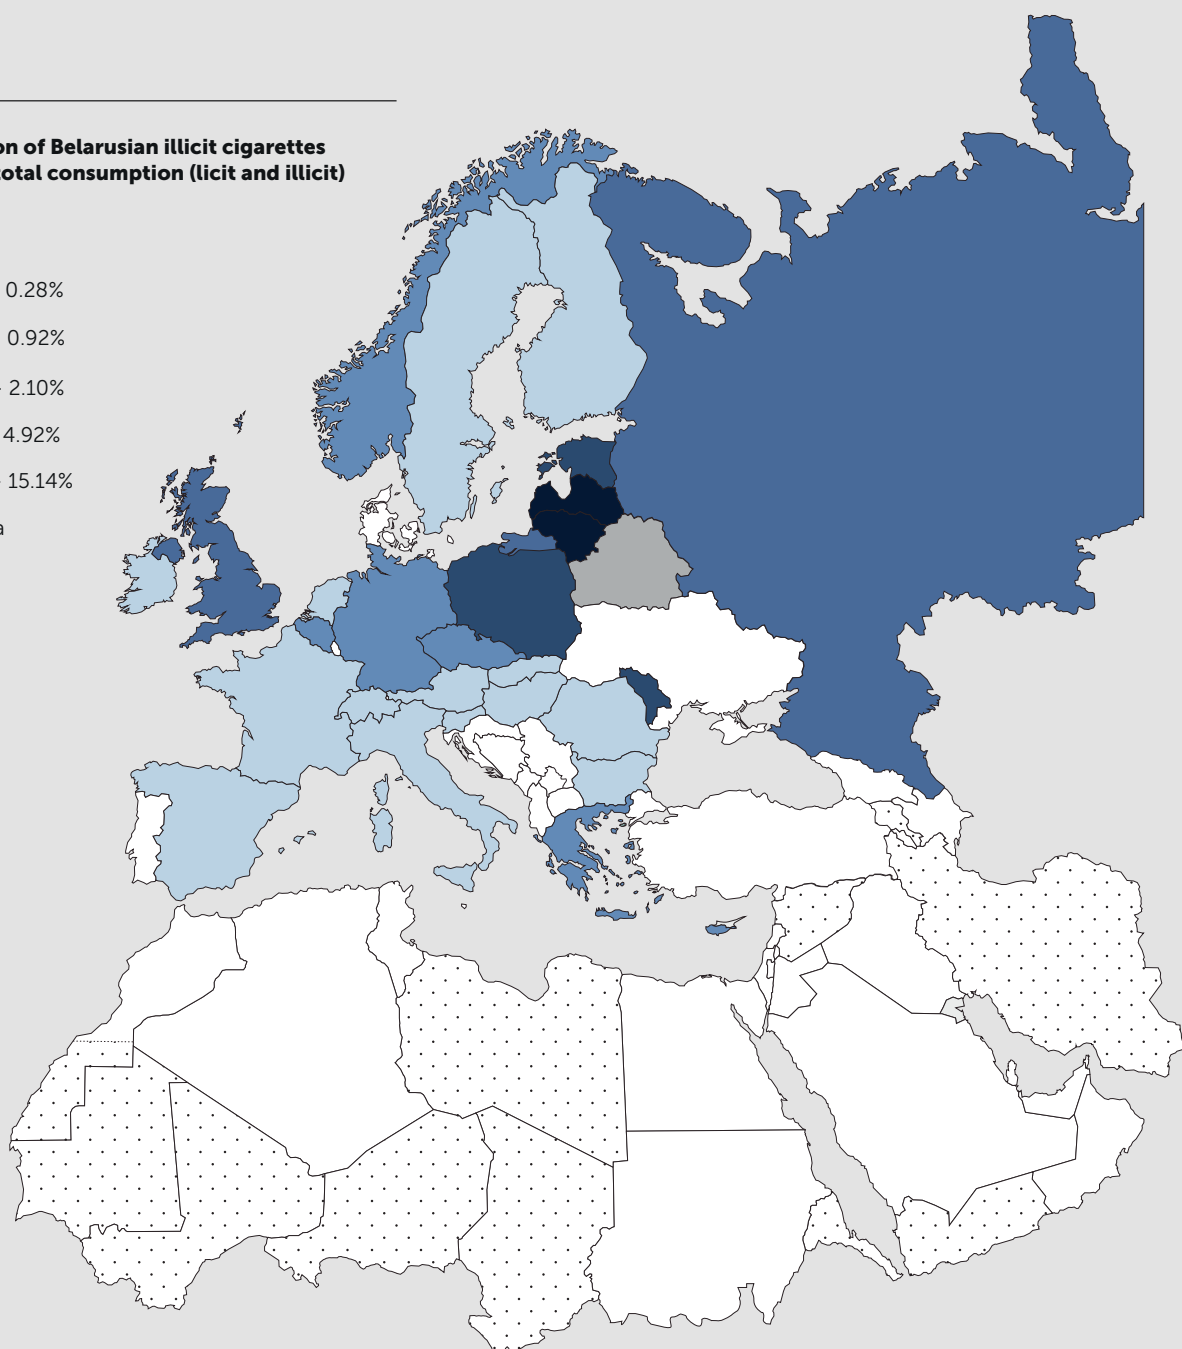 on of Belarusian illicit cigarettes
total consumption (licit and illicit)
0.28%
0.92%
2.10%
4.92%
15.14%
a